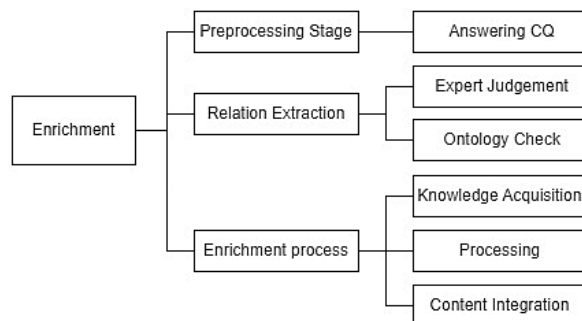 Enrichment
Preprocessing Stage
Answering CQ
Relation Extraction
Expert Judgement
Ontology Check
Enrichment process
Knowledge Acquisition
Processing
Content Integration